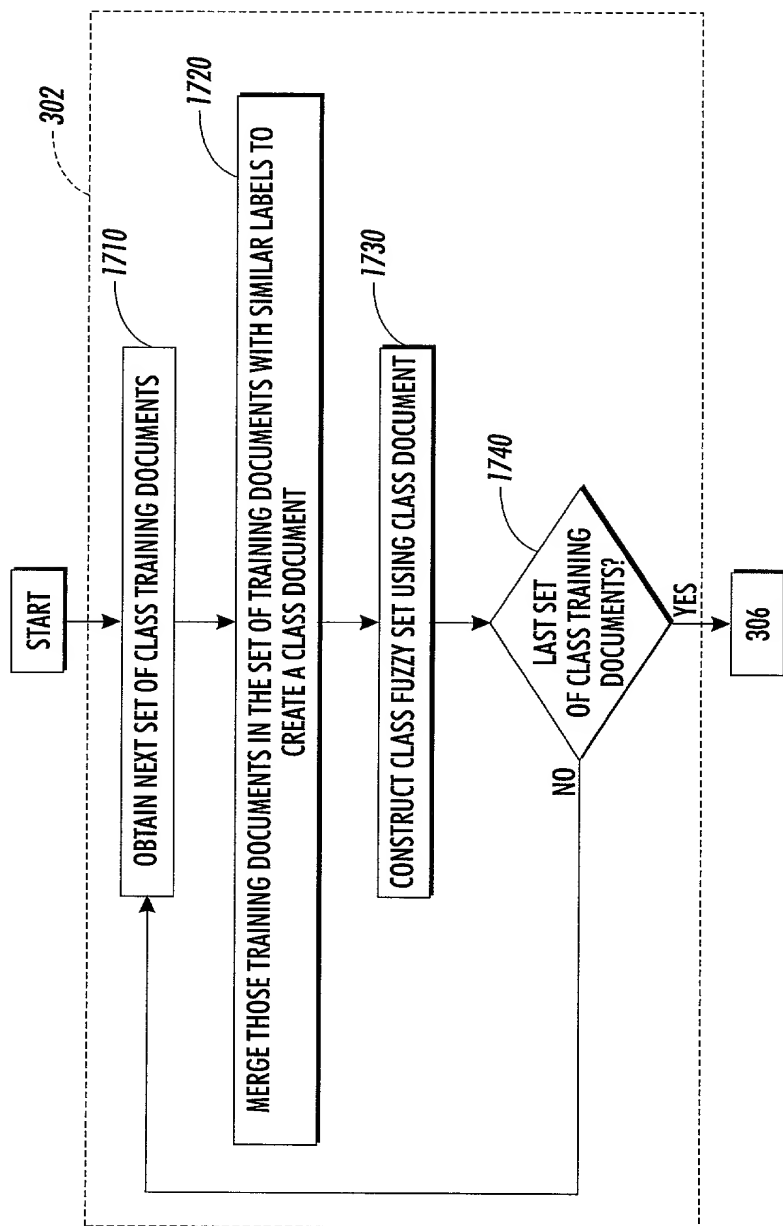 START
302
1710
OBTAIN NEXT SET OF CLASS TRAINING DOCUMENTS
1720
MERGE THOSE TRAINING DOCUMENTS IN THE SET OF TRAINING DOCUMENTS WITH SIMILAR LABELS TO
CREATE A CLASS DOCUMENT
1730
CONSTRUCT CLASS FUZZY SET USING CLASS DOCUMENT
1740
LAST SET
OF CLASS TRAINING
DOCUMENTS?
NO
YES
306